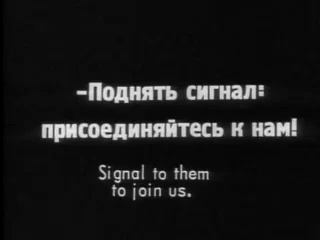 -Поднять сигнал:
присоединяйтесь к нам!
Signal to them
to join us.